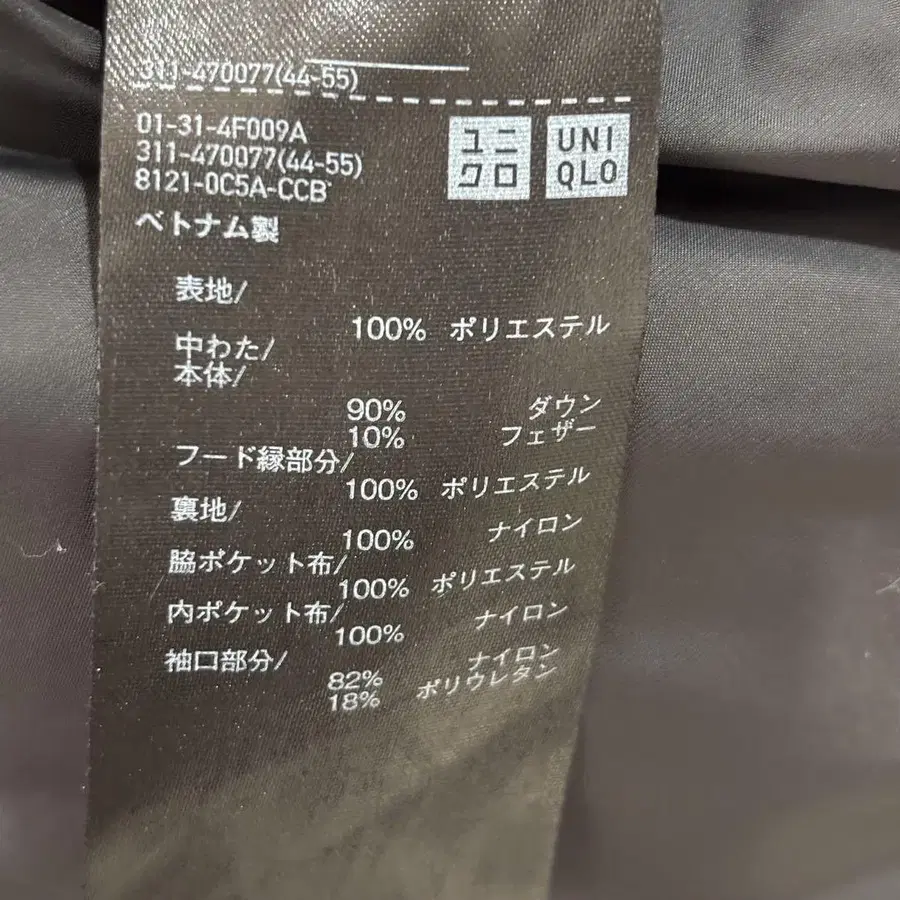 311-470077(44-55)
01-31-4F009A
311-470077(44-55)
8121-0C5A-CCB
ユニ
クロ
UNI
QLO
ベトナム製
表地/
100% ポリエステル
中わた/
本体/
90% ダウン
10% フェザー
フード縁部分/
100% ポリエステル
裏地/
100% ナイロン
脇ポケット布/
100% ポリエステル
内ポケット布/
100% ナイロン
袖口部分/
82% ナイロン
18% ポリウレタン